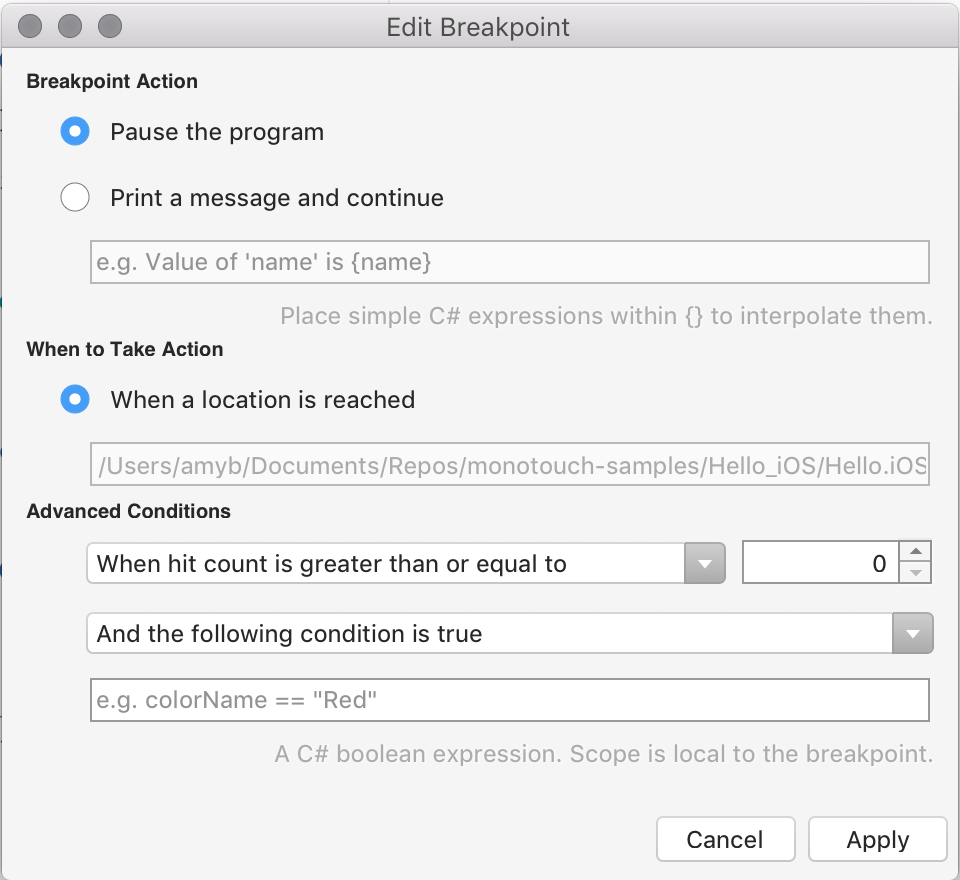 Edit Breakpoint
Breakpoint Action
Pause the program
Print a message and continue
e.g. Value of 'name' is {name}
Place simple C# expressions within {} to interpolate them.
When to Take Action
When a location is reached
/Users/amyb/Documents/Repos/monotouch-samples/Hello_iOS/Hello.iOS
Advanced Conditions
When hit count is greater than or equal to 0
And the following condition is true
e.g. colorName == "Red"
A C# boolean expression. Scope is local to the breakpoint.
Cancel Apply